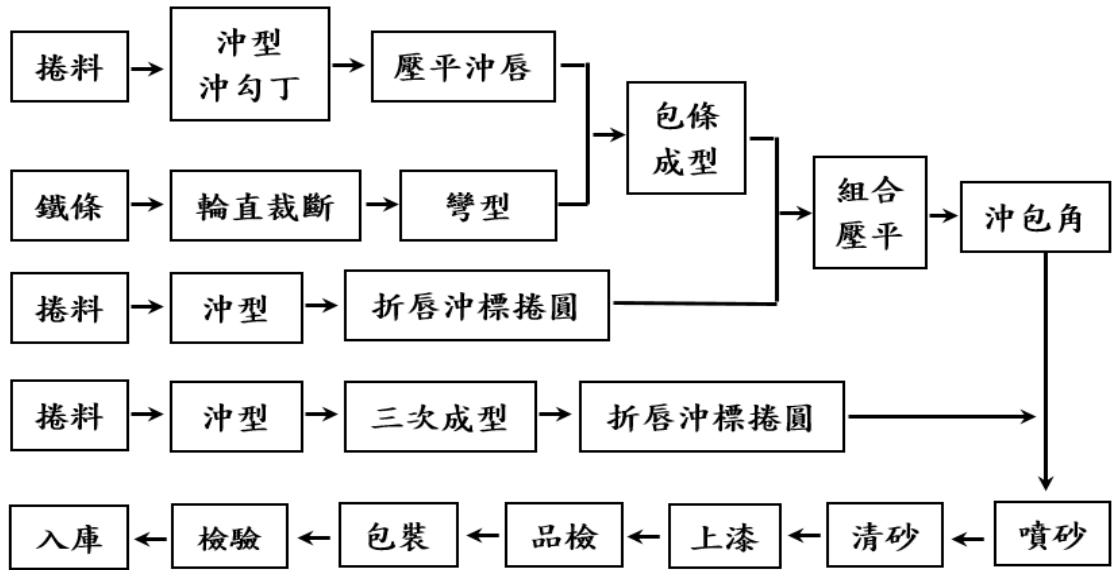 捲料
沖型
沖勾丁
壓平沖唇
包條
成型
鐵條
輪直裁斷
彎型
組合
壓平
沖包角
捲料
沖型
折唇沖標捲圓
捲料
沖型
三次成型
折唇沖標捲圓
入庫
檢驗
包裝
品檢
上漆
清砂
噴砂